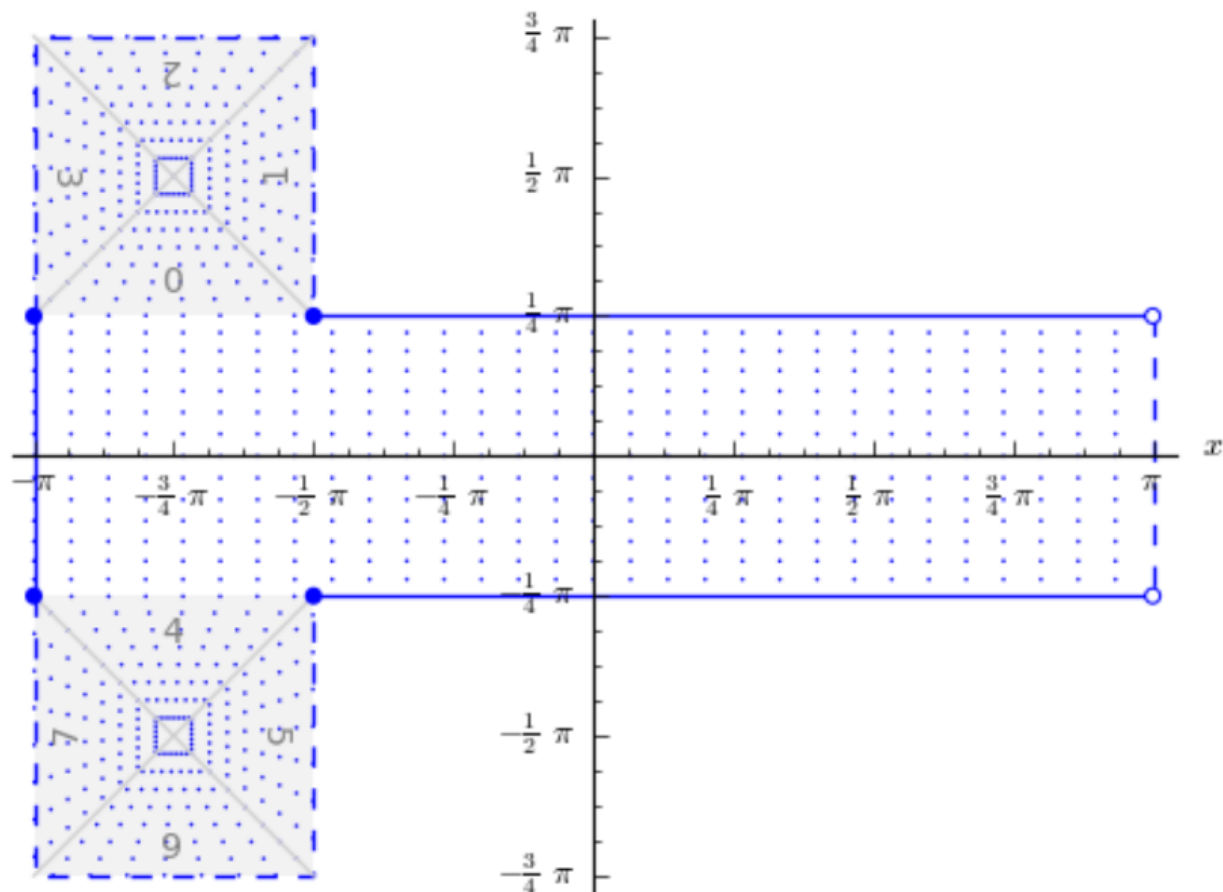 3/4 π
2
3
1
1/2 π
0
1/4 π
x
-π
-3/4 π
-1/2 π
-1/4 π
1/4 π
1/2 π
3/4 π
π
-1/4 π
4
7
5
-1/2 π
6
-3/4 π